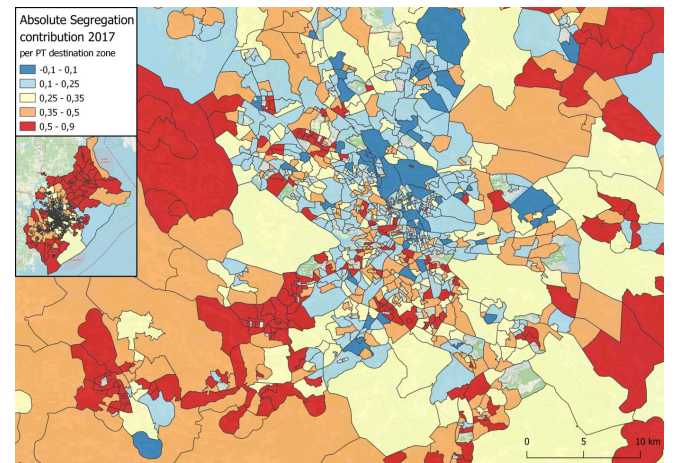 Absolute Segregation
contribution 2017
per PT destination zone
-0,1 - 0,1
0,1 - 0,25
0,25 - 0,35
0,35 - 0,5
0,5 - 0,9
0 5 10 km